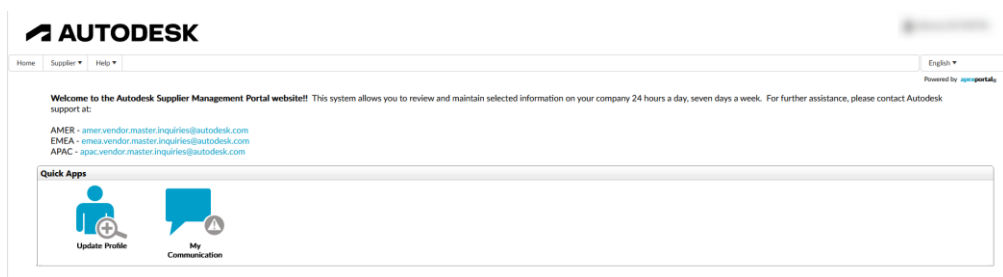 AUTODESK
Home Supplier ▼ Help ▼ English ▼
Powered by apexportal
Welcome to the Autodesk Supplier Management Portal website!! This system allows you to review and maintain selected information on your company 24 hours a day, seven days a week. For further assistance, please contact Autodesk
support at:
AMER - amer.vendor.master.inquiries@autodesk.com
EMEA - emea.vendor.master.inquiries@autodesk.com
APAC - apac.vendor.master.inquiries@autodesk.com
Quick Apps
Update Profile
My
Communication